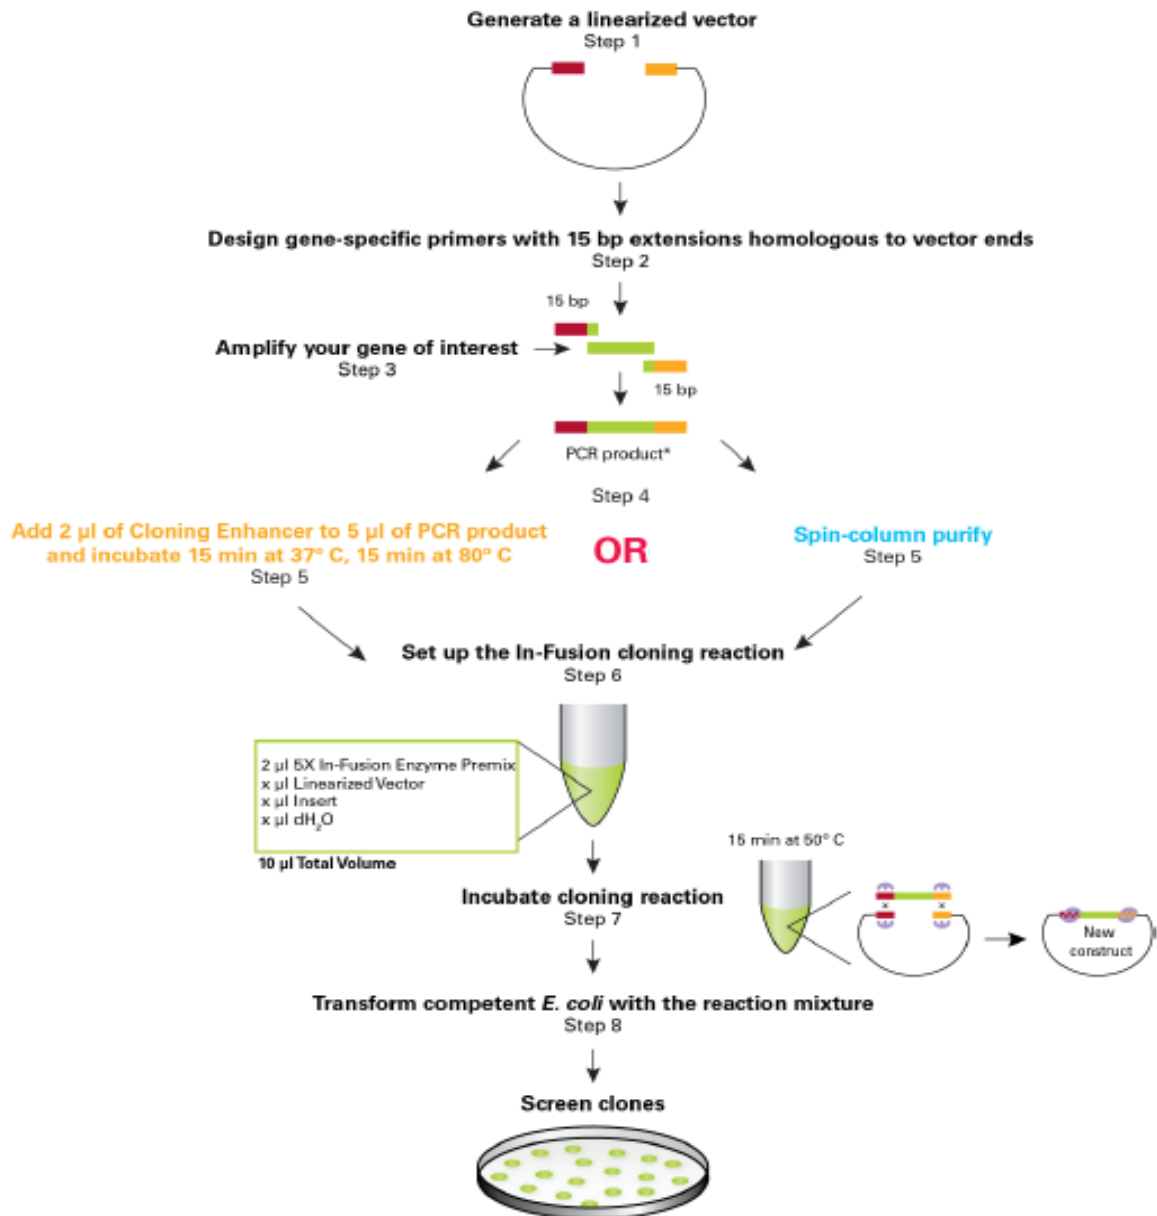 Generate a linearized vector
Step 1
Design gene-specific primers with 15 bp extensions homologous to vector ends
Step 2
15 bp
Amplify your gene of interest
Step 3
15 bp
PCR product*
Step 4
Add 2 µl of Cloning Enhancer to 5 µl of PCR product
and incubate 15 min at 37° C, 15 min at 80° C
Step 5
OR
Spin-column purify
Step 5
Set up the In-Fusion cloning reaction
Step 6
2 µl 5X In-Fusion Enzyme Premix
x µl Linearized Vector
x µl Insert
x µl dH₂O
10 µl Total Volume
15 min at 50° C
Incubate cloning reaction
Step 7
x x
New
construct
Transform competent E. coli with the reaction mixture
Step 8
Screen clones